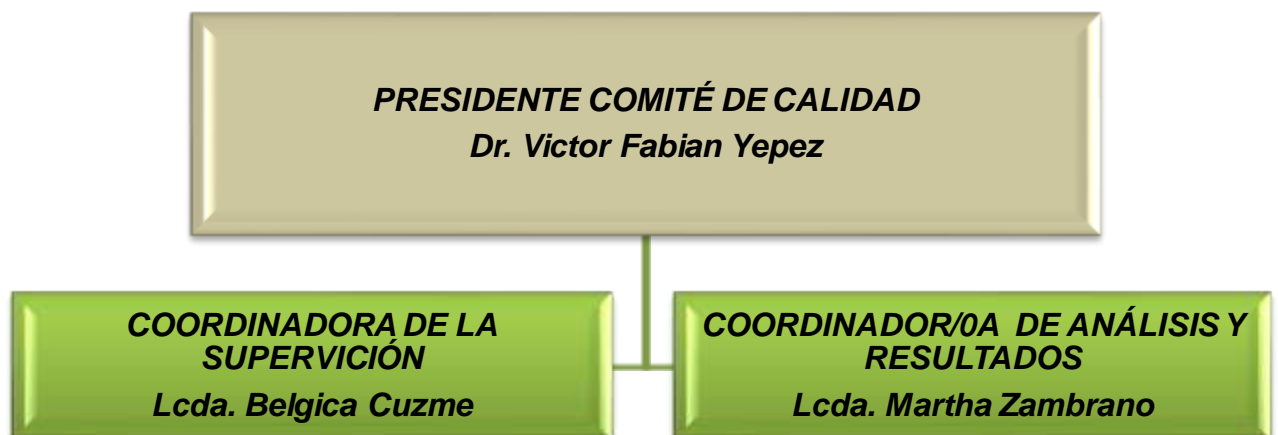 PRESIDENTE COMITÉ DE CALIDAD
Dr. Victor Fabian Yepez
COORDINADORA DE LA
SUPERVICIÓN
Lcda. Belgica Cuzme
COORDINADOR/0A DE ANÁLISIS Y
RESULTADOS
Lcda. Martha Zambrano